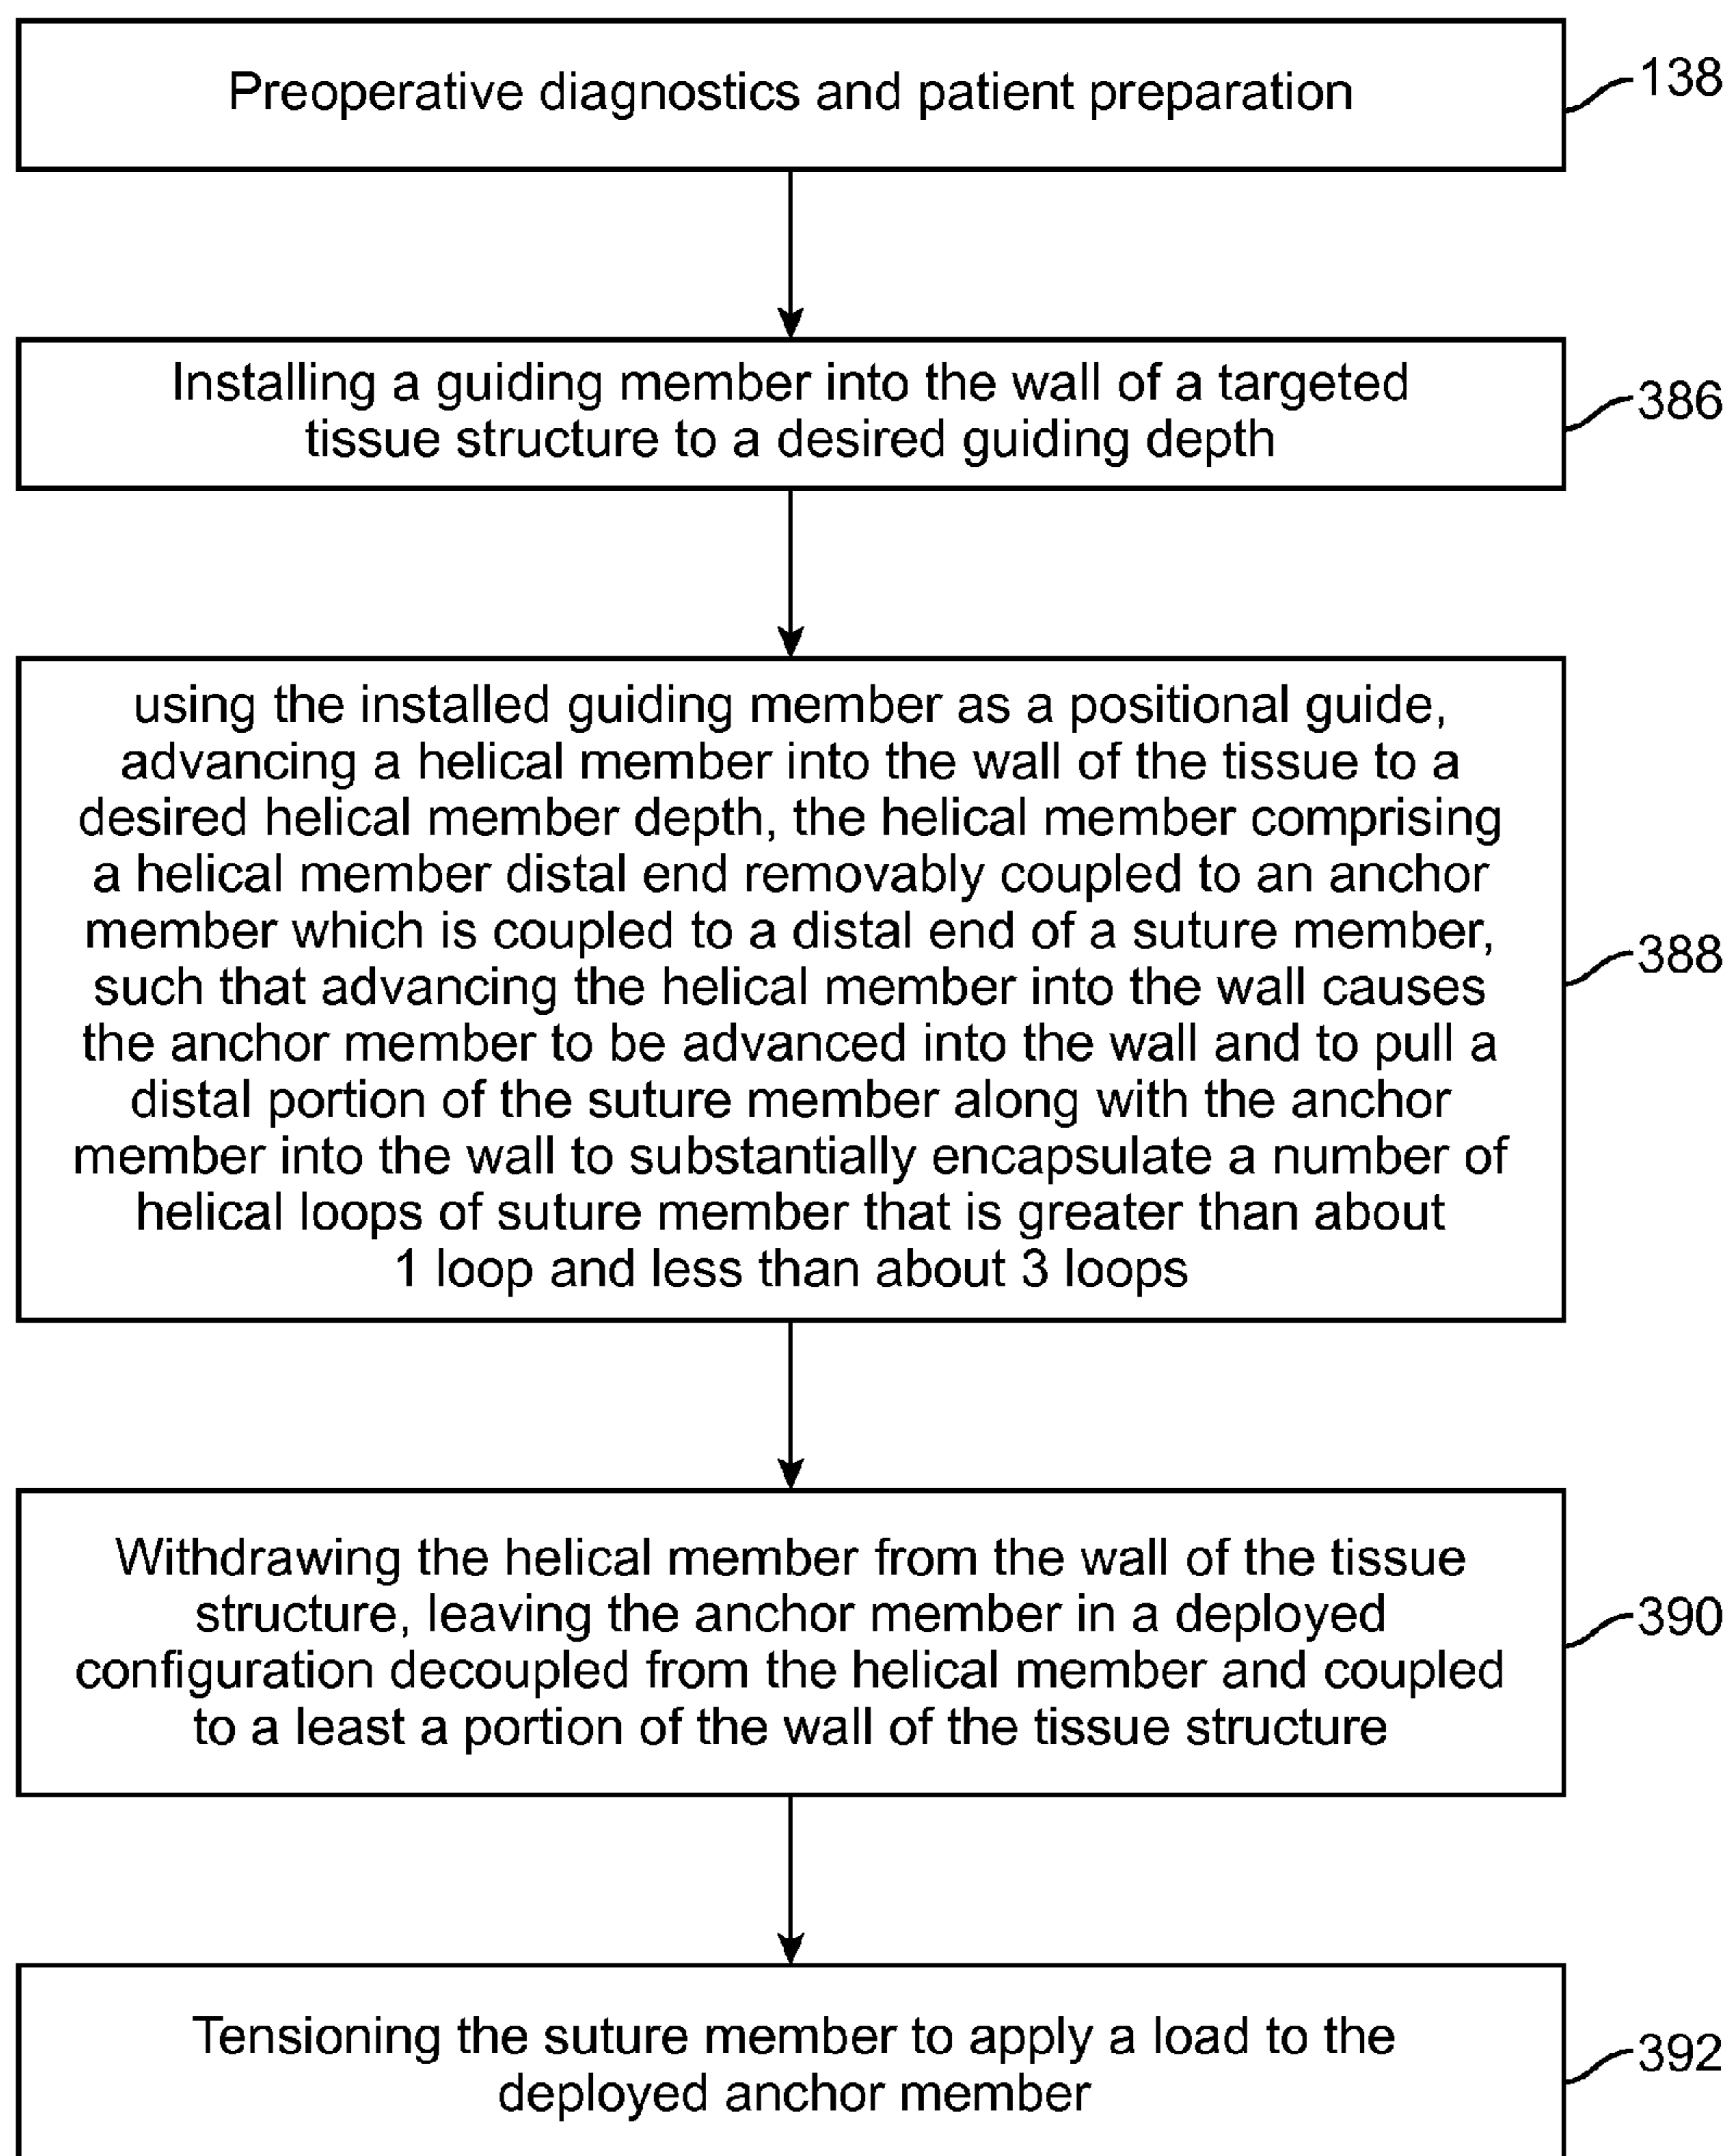 Preoperative diagnostics and patient preparation
138
Installing a guiding member into the wall of a targeted
tissue structure to a desired guiding depth
386
using the installed guiding member as a positional guide,
advancing a helical member into the wall of the tissue to a
desired helical member depth, the helical member comprising
a helical member distal end removably coupled to an anchor
member which is coupled to a distal end of a suture member,
such that advancing the helical member into the wall causes
the anchor member to be advanced into the wall and to pull a
distal portion of the suture member along with the anchor
member into the wall to substantially encapsulate a number of
helical loops of suture member that is greater than about
1 loop and less than about 3 loops
388
Withdrawing the helical member from the wall of the tissue
structure, leaving the anchor member in a deployed
configuration decoupled from the helical member and coupled
to a least a portion of the wall of the tissue structure
390
Tensioning the suture member to apply a load to the
deployed anchor member
392